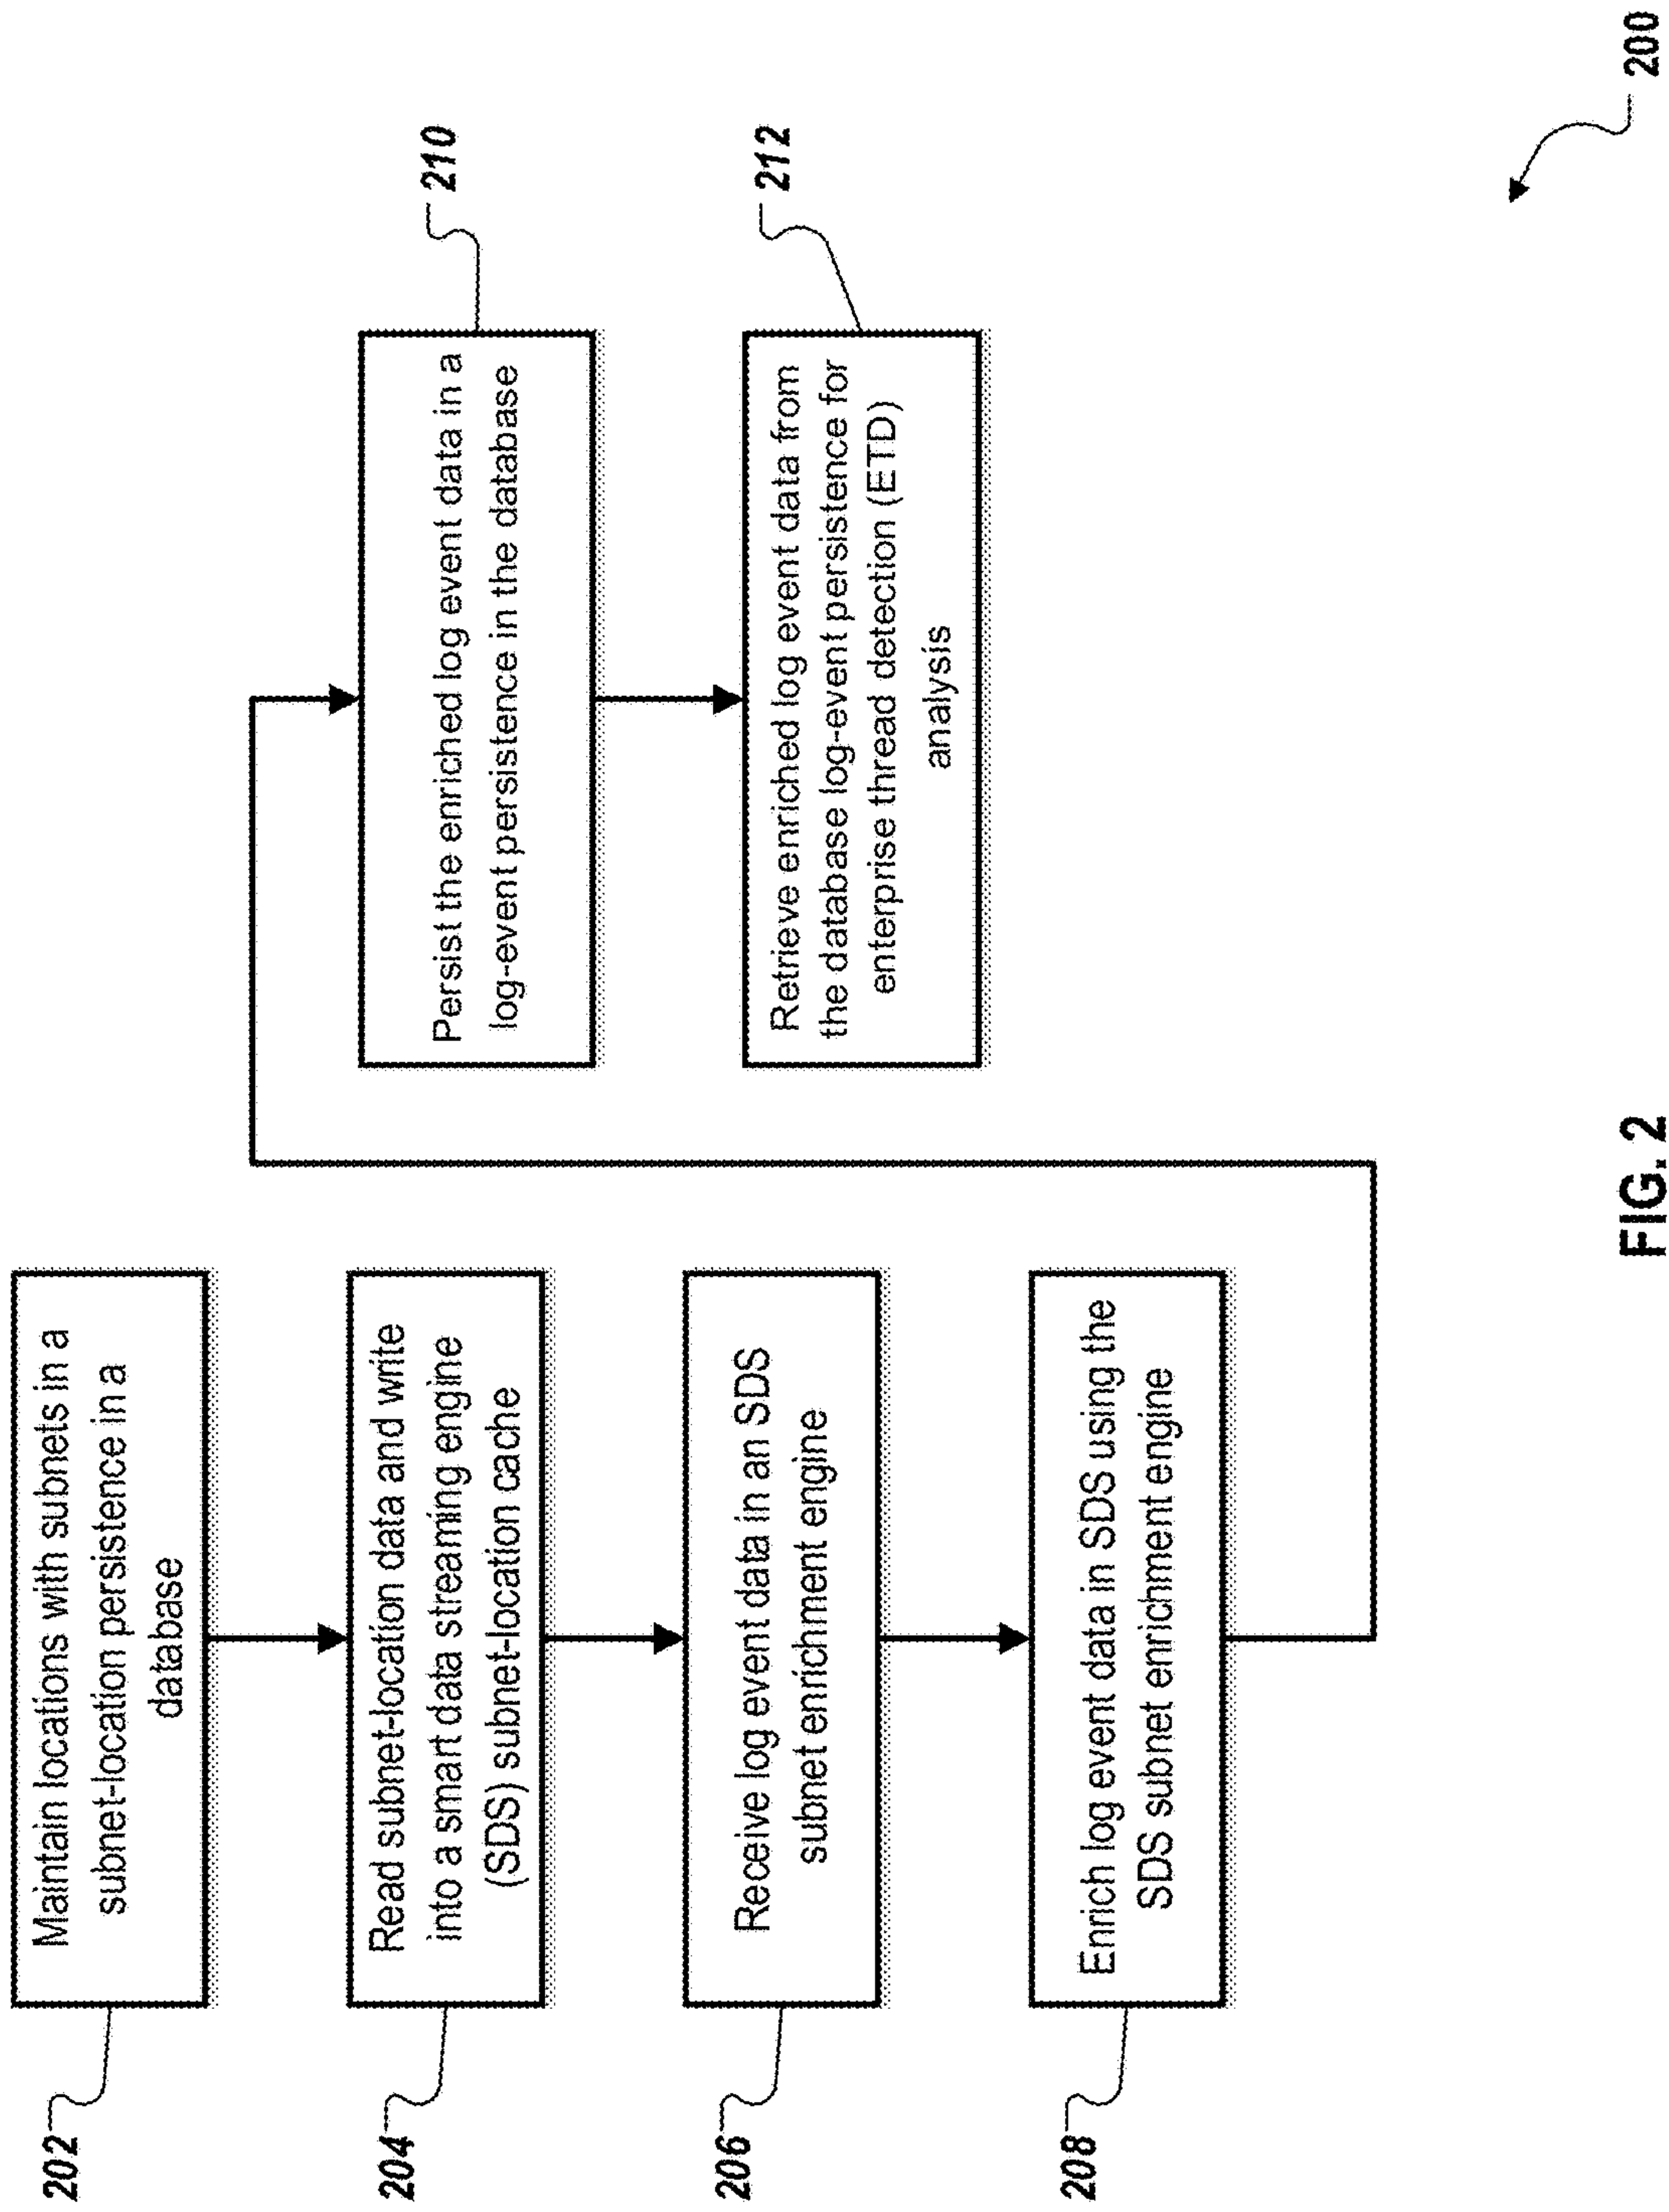 202
Maintain locations with subnets in a
subnet-location persistence in a
database
204
Read subnet-location data and write
into a smart data streaming engine
(SDS) subnet-location cache
206
Receive log event data in an SDS
subnet enrichment engine
208
Enrich log event data in SDS using the
SDS subnet enrichment engine
210
Persist the enriched log event data in a
log-event persistence in the database
212
Retrieve enriched log event data from
the database log-event persistence for
enterprise thread detection (ETD)
analysis
200
FIG. 2